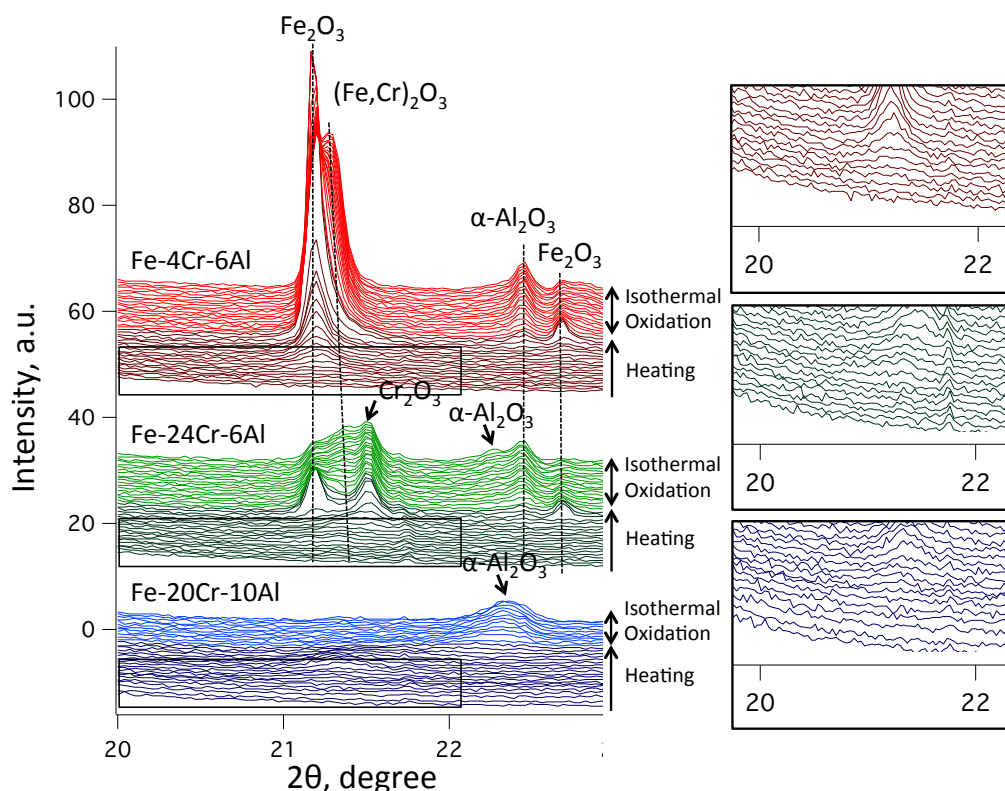 Fe₂O₃
(Fe,Cr)₂O₃
α-Al₂O₃
Fe₂O₃
Fe-4Cr-6Al
Isothermal
Oxidation
Heating
Cr₂O₃
α-Al₂O₃
Fe-24Cr-6Al
Isothermal
Oxidation
Heating
α-Al₂O₃
Fe-20Cr-10Al
Isothermal
Oxidation
Heating
Intensity, a.u.
100
80
60
40
20
0
20 21 22
2θ, degree
20 22
20 22
20 22